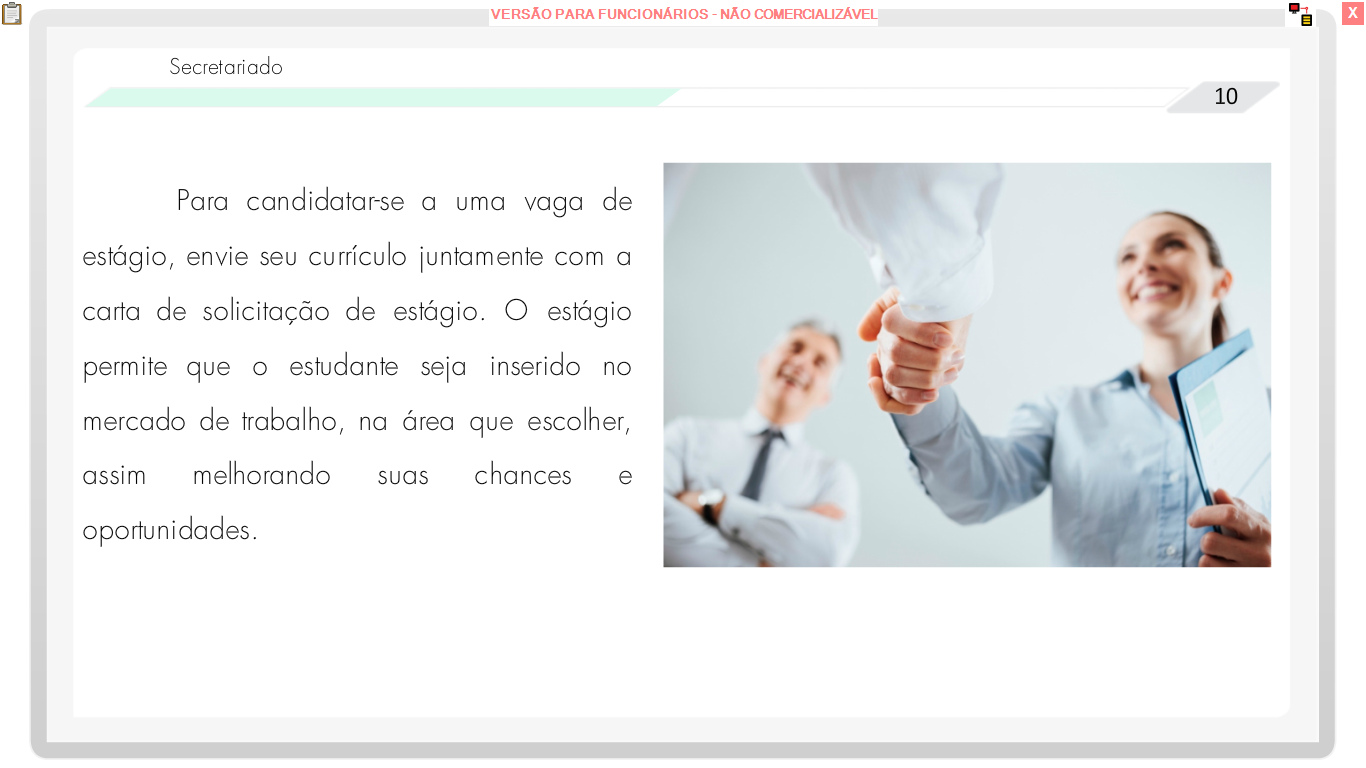 VERSÃO PARA FUNCIONÁRIOS - NÃO COMERCIALIZÁVEL
X
Secretariado
10
Para candidatar-se a uma vaga de
estágio, envie seu currículo juntamente com a
carta de solicitação de estágio. O estágio
permite que o estudante seja inserido no
mercado de trabalho, na área que escolher,
assim melhorando suas chances e
oportunidades.